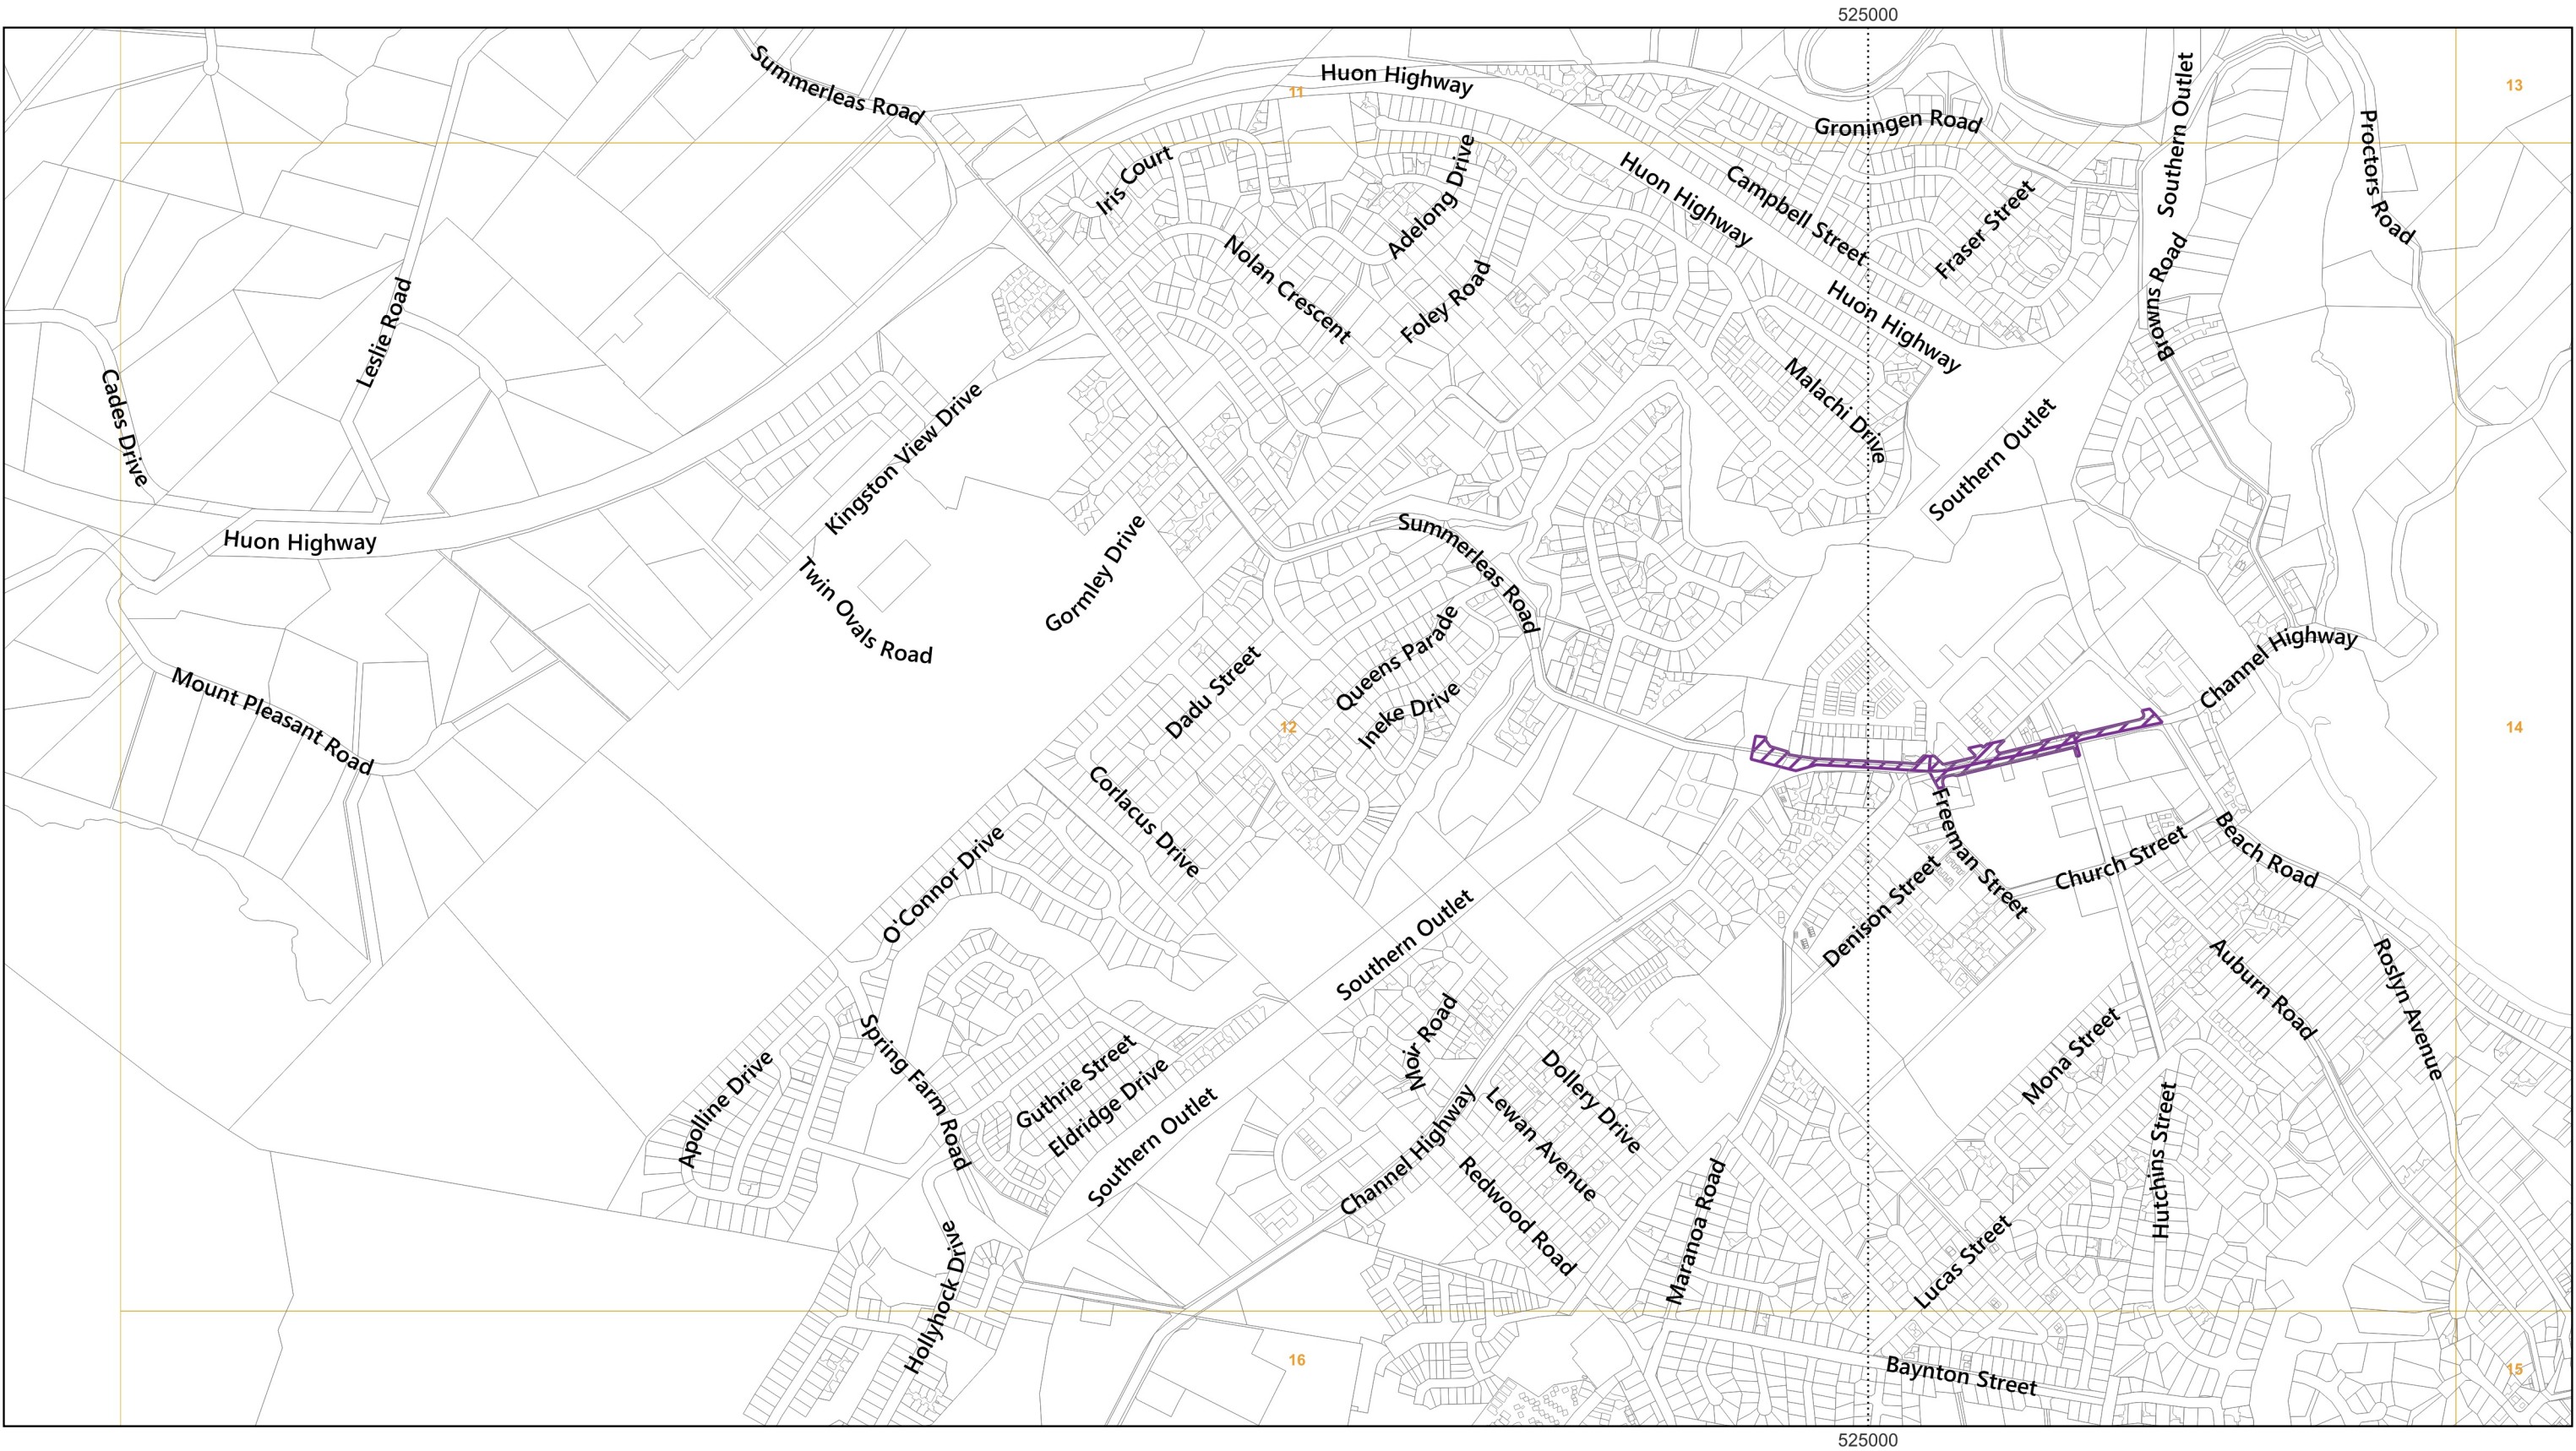 525000
Summerleas Road
Huon Highway
11
13
Southern Outlet
Groningen Road
Proctors Road
Iris Court
Adelong Drive
Huon Highway
Campbell Street
Fraser Street
Nolan Crescent
Foley Road
Browns Road
Leslie Road
Huon Highway
Cades Drive
Malachi Drive
Kingston View Drive
Southern Outlet
Huon Highway
Summerleas Road
Gormley Drive
Twin Ovals Road
Queens Parade
Channel Highway
Dadu Street
Ineke Drive
Mount Pleasant Road
12
14
Corlacus Drive
Freeman Street
O'Connor Drive
Church Street
Beach Road
Denison Street
Southern Outlet
Auburn Road
Roslyn Avenue
Moir Road
Spring Farm Road
Guthrie Street
Mona Street
Apolline Drive
Eldridge Drive
Dollery Drive
Southern Outlet
Lewan Avenue
Channel Highway
Hutchins Street
Redwood Road
Maranoa Road
Lucas Street
Hollyhock Drive
16
Baynton Street
15
525000